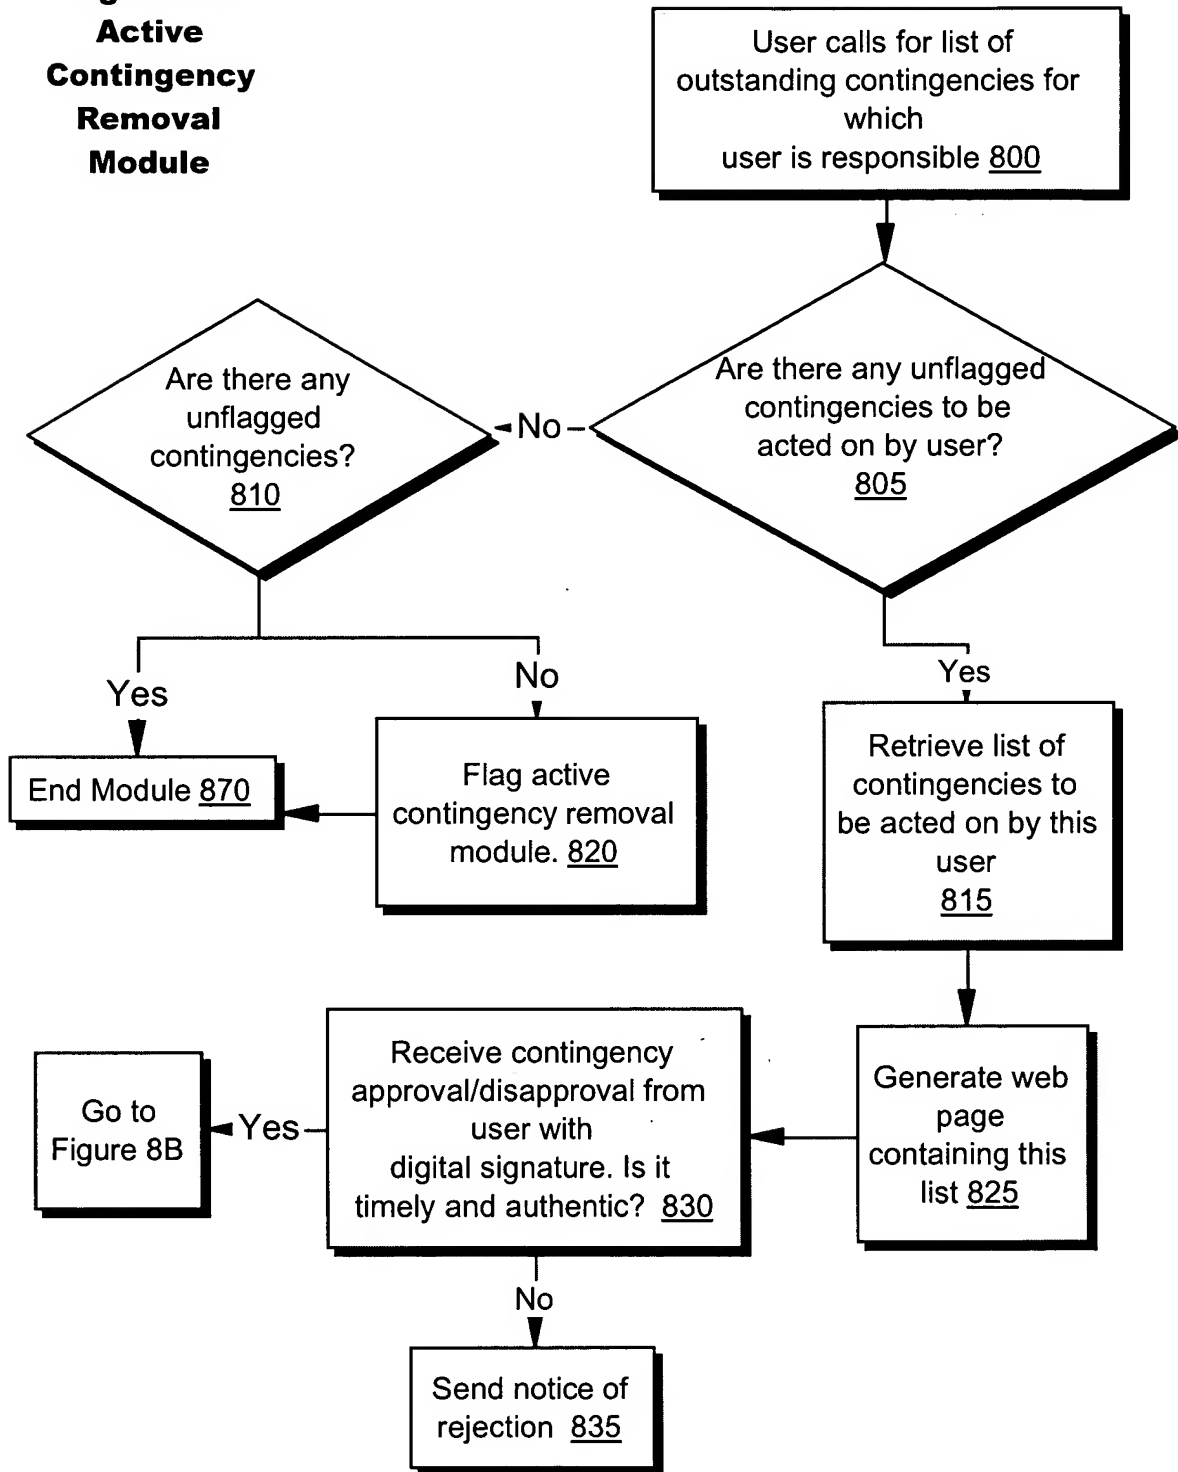 Active
Contingency
Removal
Module
User calls for list of
outstanding contingencies for
which
user is responsible 800
Are there any unflagged
contingencies to be
acted on by user?
805
No
Are there any
unflagged
contingencies?
810
Yes
No
Yes
End Module 870
Flag active
contingency removal
module. 820
Retrieve list of
contingencies to
be acted on by this
user
815
Generate web
page
containing this
list 825
Receive contingency
approval/disapproval from
user with
digital signature. Is it
timely and authentic? 830
Yes
Go to
Figure 8B
No
Send notice of
rejection 835